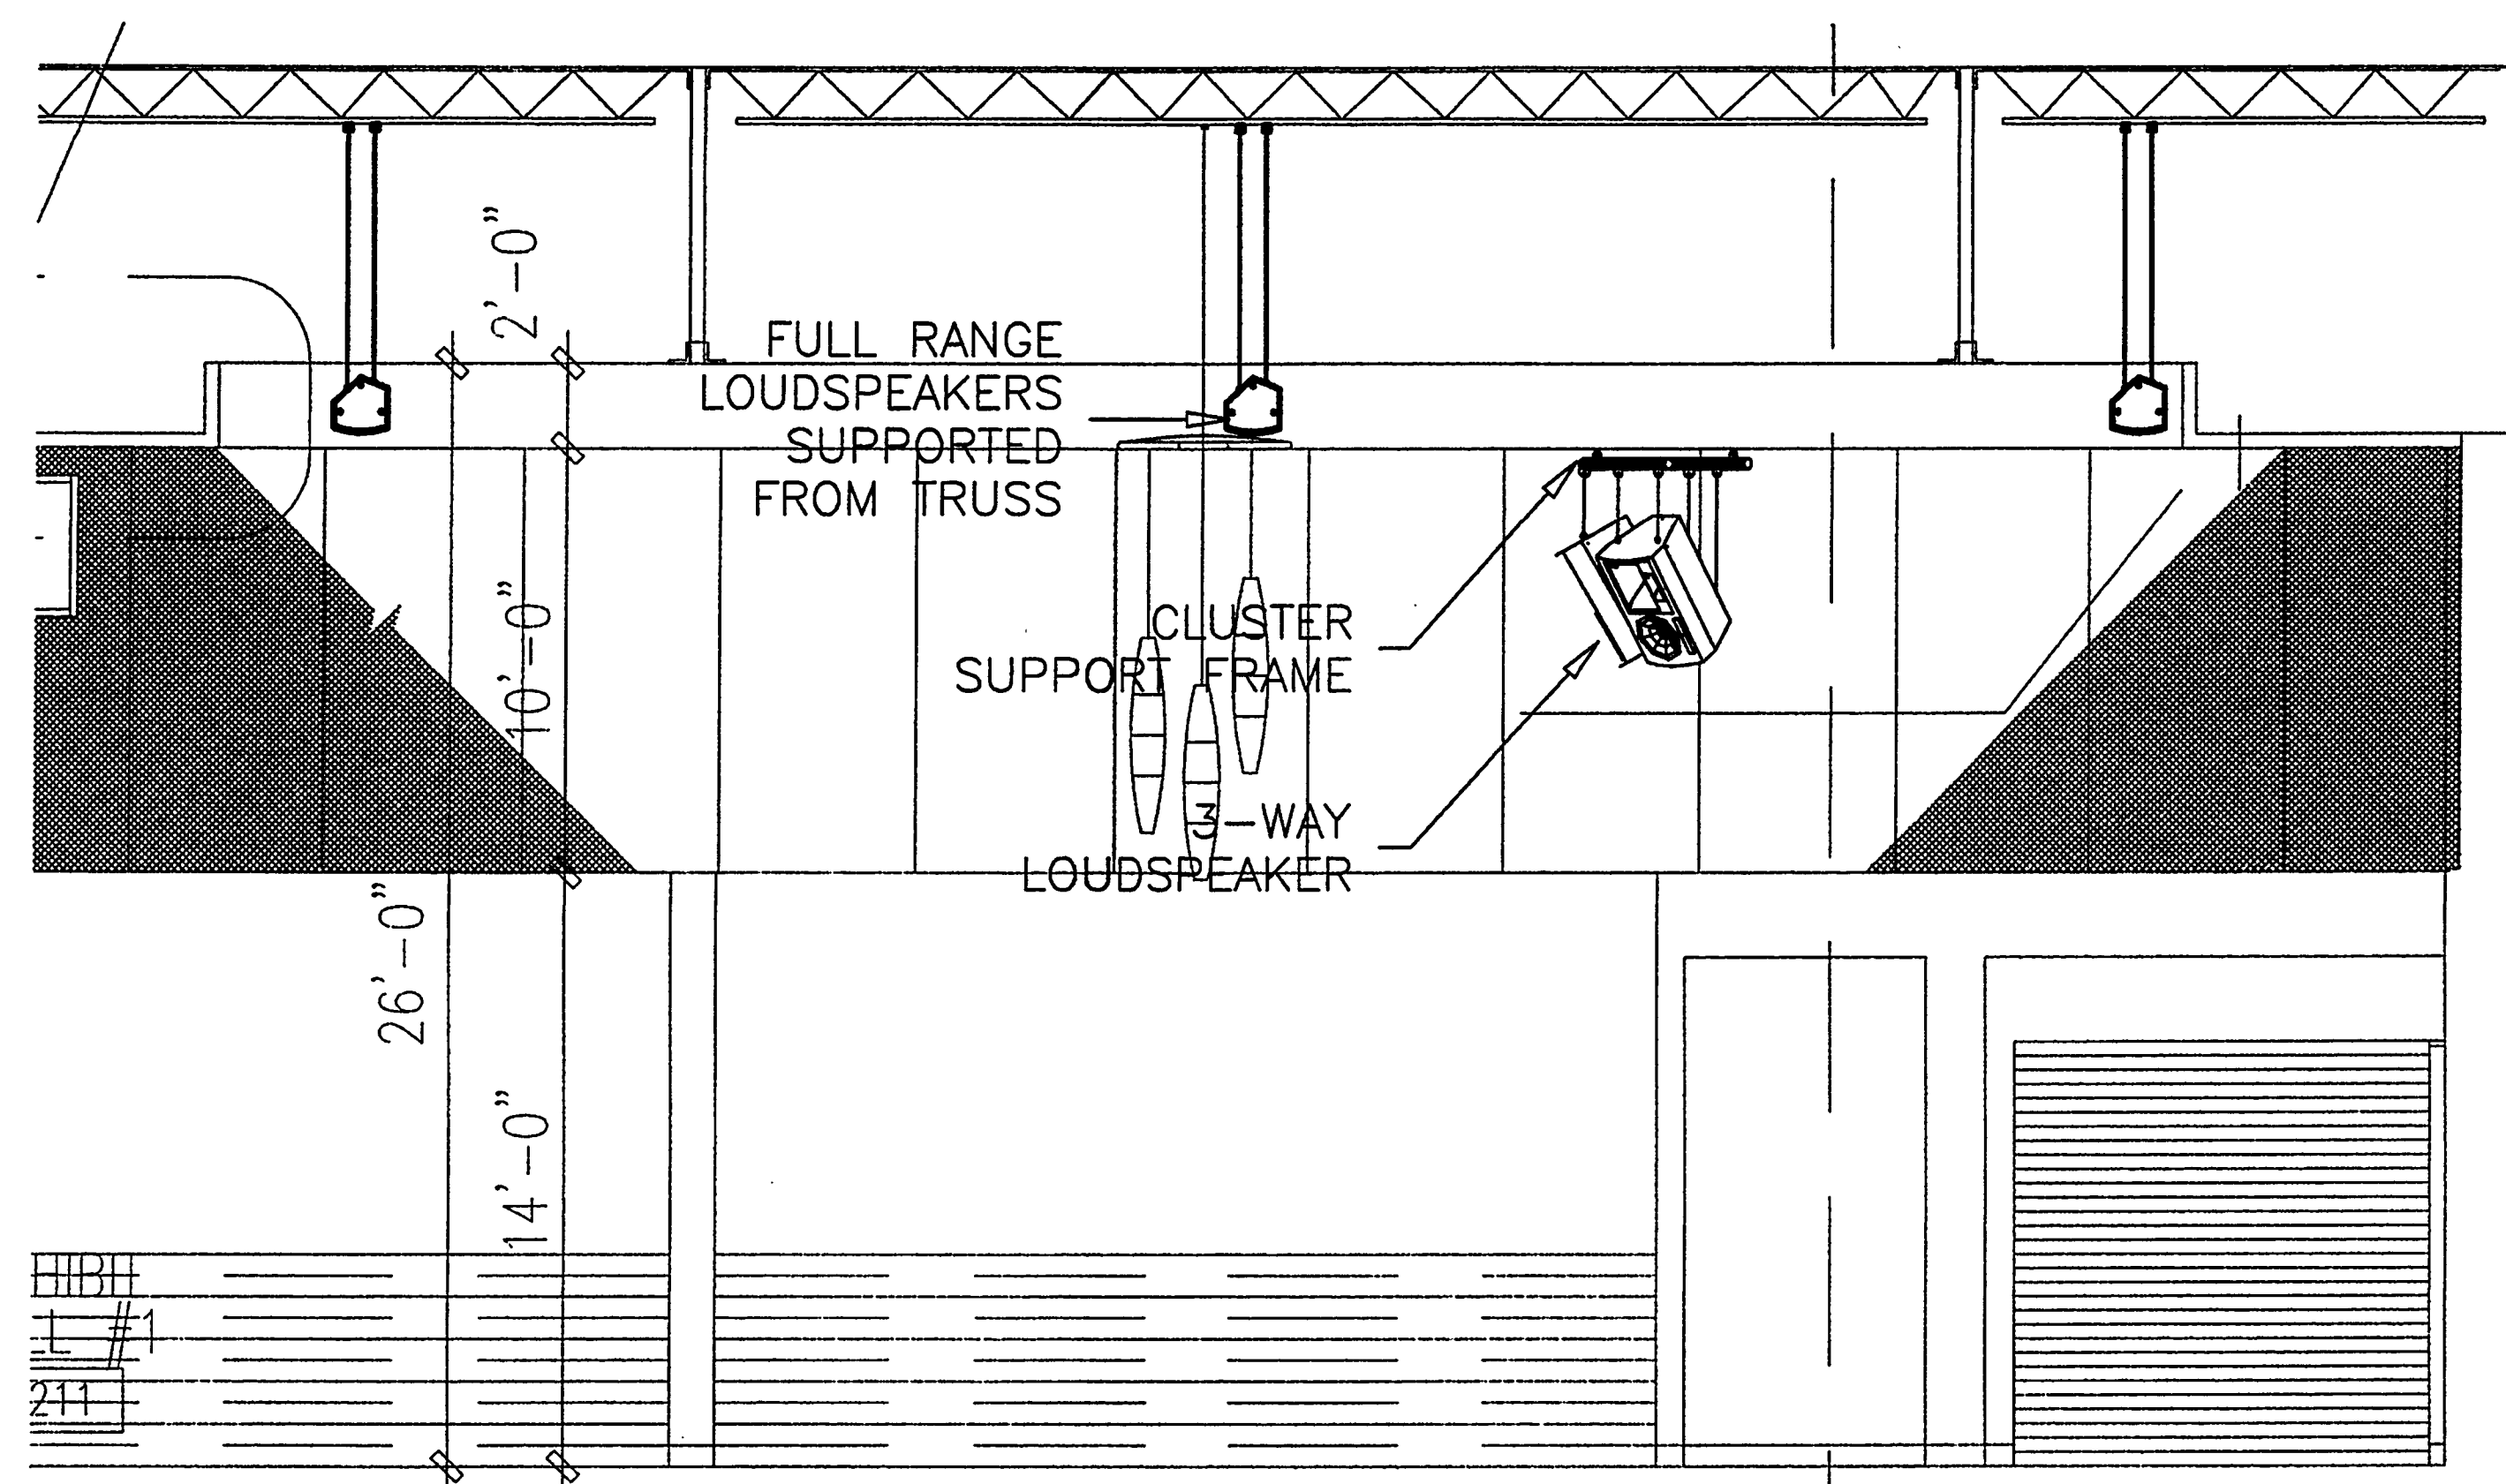 2'-0"
FULL RANGE
LOUDSPEAKERS
SUPPORTED
FROM TRUSS
10'-0"
CLUSTER
SUPPORT FRAME
3-WAY
LOUDSPEAKER
26'-0"
14'-0"
#1
211